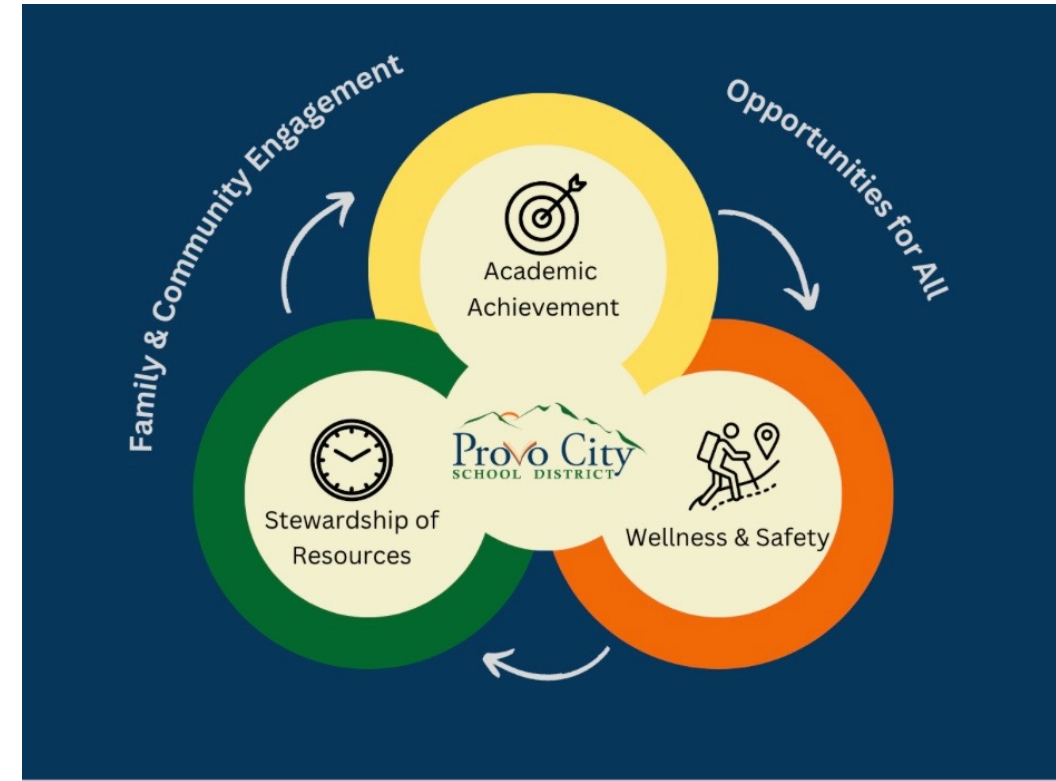 Family & Community Engagement
Opportunities for All
Academic
Achievement
Provo City
SCHOOL DISTRICT
Stewardship of
Resources
Wellness & Safety